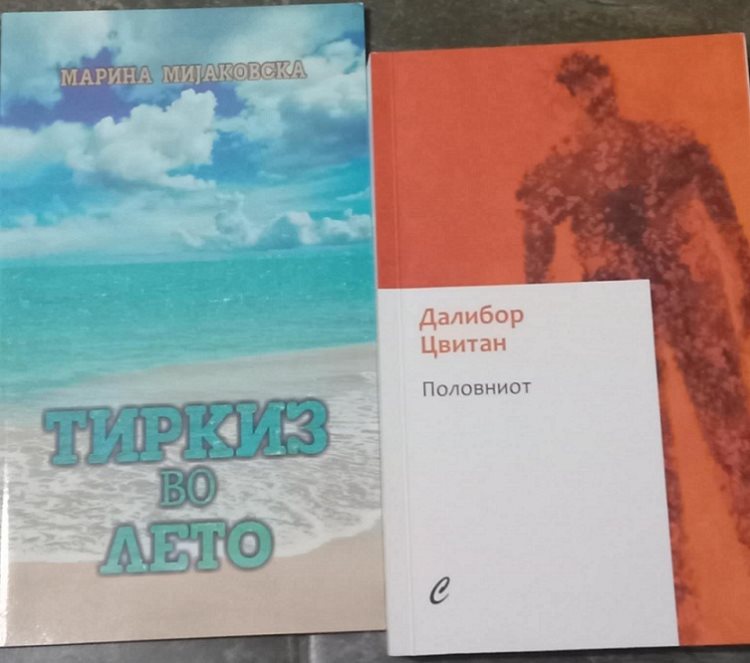 МАРИНА МИЈАКОВСКА
ТИРКИЗ
ВО
ЛЕТО
Далибор
Цвитан
Половниот
С